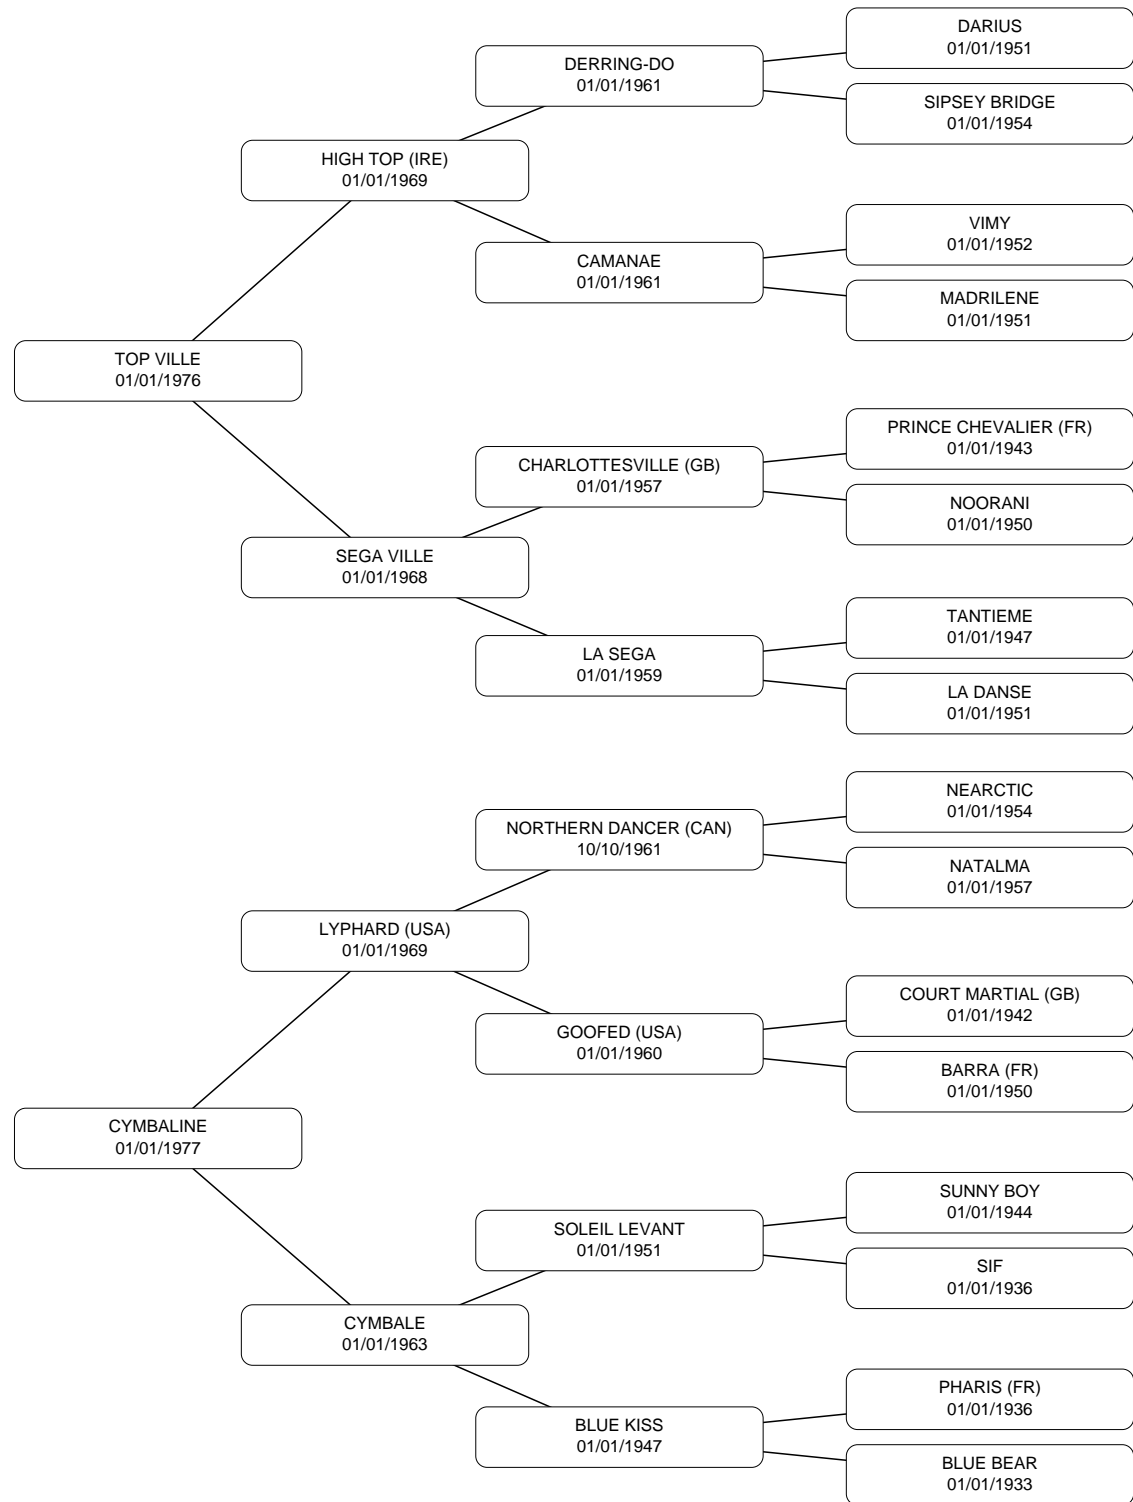 DARIUS
01/01/1951
DERRING-DO
01/01/1961
SIPSEY BRIDGE
01/01/1954
HIGH TOP (IRE)
01/01/1969
VIMY
01/01/1952
CAMANAE
01/01/1961
MADRILENE
01/01/1951
TOP VILLE
01/01/1976
PRINCE CHEVALIER (FR)
01/01/1943
CHARLOTTESVILLE (GB)
01/01/1957
NOORANI
01/01/1950
SEGA VILLE
01/01/1968
TANTIEME
01/01/1947
LA SEGA
01/01/1959
LA DANSE
01/01/1951
NEARCTIC
01/01/1954
NORTHERN DANCER (CAN)
10/10/1961
NATALMA
01/01/1957
LYPHARD (USA)
01/01/1969
COURT MARTIAL (GB)
01/01/1942
GOOFED (USA)
01/01/1960
BARRA (FR)
01/01/1950
CYMBALINE
01/01/1977
SUNNY BOY
01/01/1944
SOLEIL LEVANT
01/01/1951
SIF
01/01/1936
CYMBALE
01/01/1963
PHARIS (FR)
01/01/1936
BLUE KISS
01/01/1947
BLUE BEAR
01/01/1933